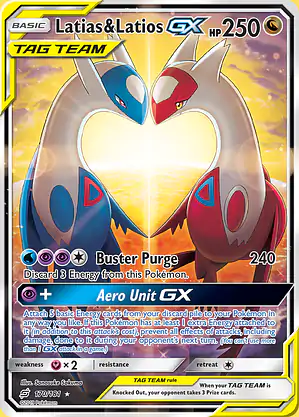 BASIC
Latias&Latios GX HP250
TAG TEAM
Buster Purge 240
Discard 3 Energy from this Pokémon.
+ Aero Unit GX
Attach 5 basic Energy cards from your discard pile to your Pokémon
in any way you like. If this Pokémon has at least 1 extra Energy attached
to it (in addition to this attack's cost), prevent all effects of attacks, including
damage, done to it during your opponent's next turn. (You can't use more
than 1 GX attack in a game.)
weakness ×2 resistance retreat
TAG TEAM rule
When your TAG TEAM is Knocked
Out, your opponent takes 3 Prize cards.
Illus. Sanosuke Sakuma
170/181